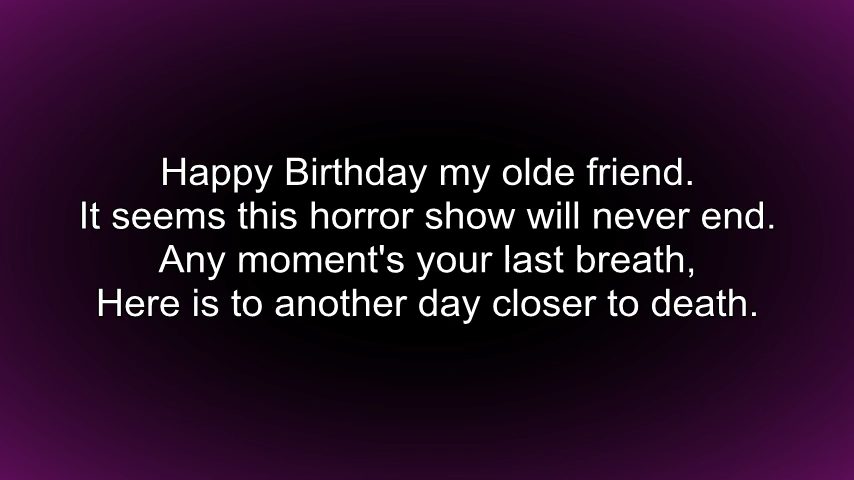 Happy Birthday my olde friend.
It seems this horror show will never end.
Any moment's your last breath,
Here is to another day closer to death.